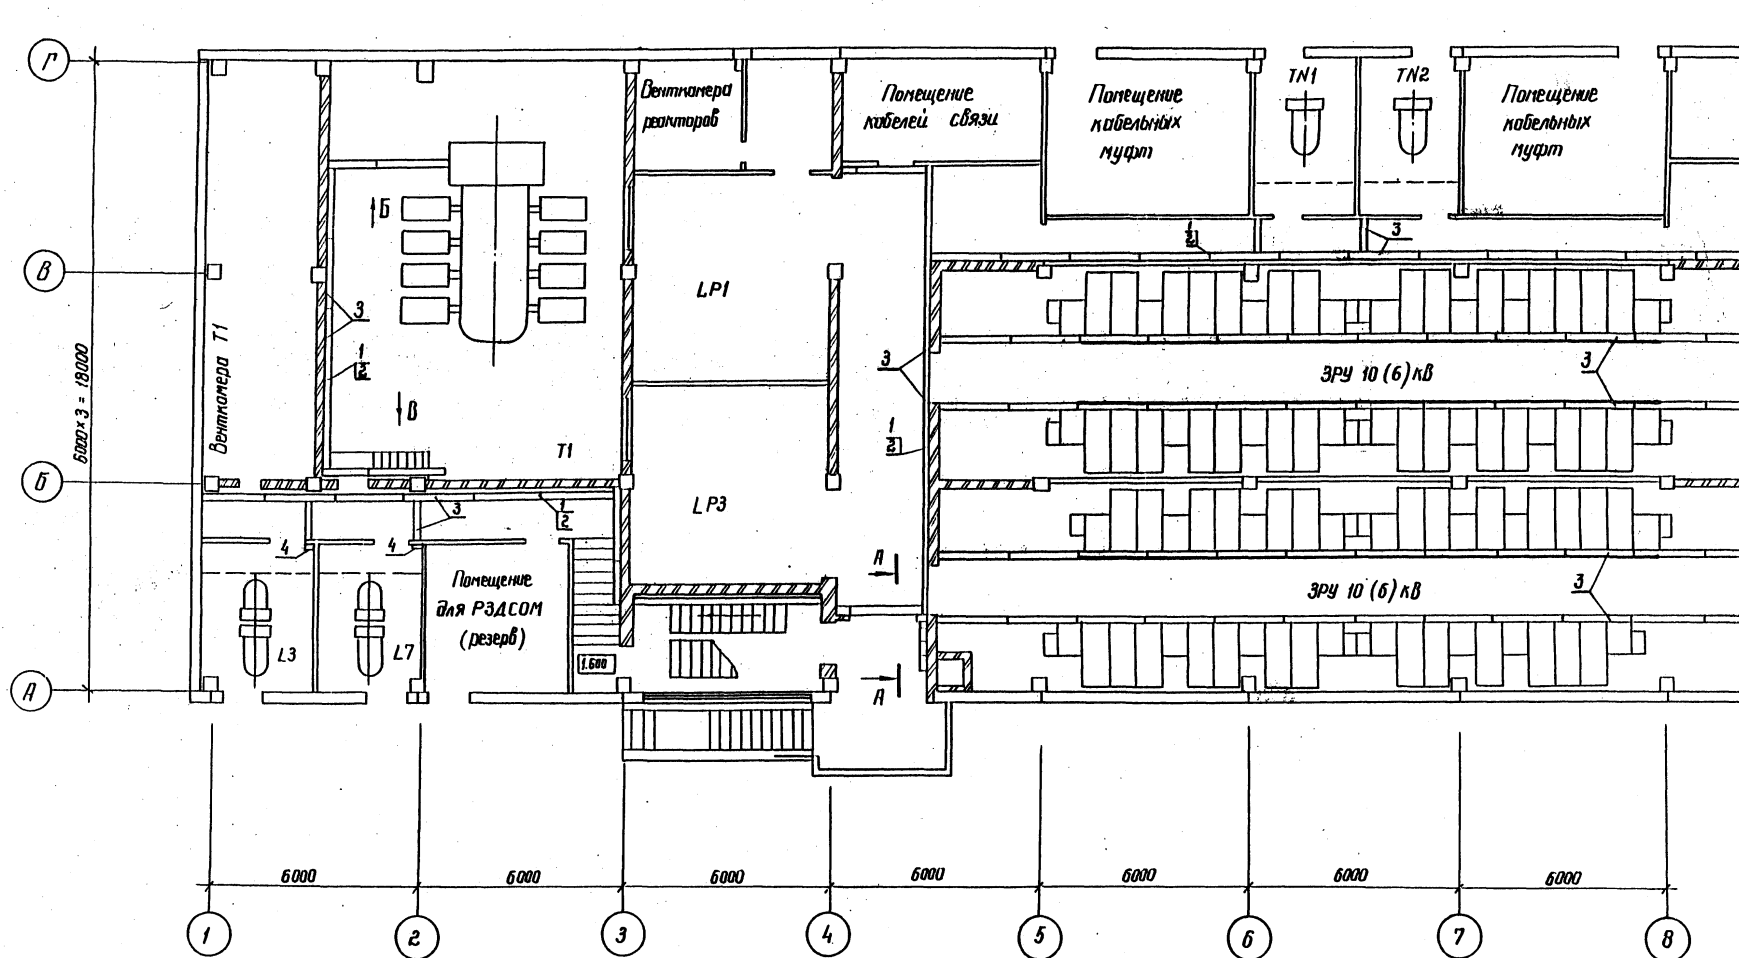 Г
Венткамера
реакторов
Помещение
кабелей связи
Помещение
кабельных
муфт
TN1
TN2
Помещение
кабельных
муфт
Б
1
2
3
В
LP1
3
Венткамера Т1
1
2
6000×3 = 18000
3
ЗРУ 10 (6) кВ
3
В
1
2
Т1
Б
LP3
3
1
2
4
4
А
Помещение
для РЗДСОМ
(резерв)
ЗРУ 10 (6) кВ
3
L3
L7
1.600
А
А
6000
6000
6000
6000
6000
6000
6000
1
2
3
4
5
6
7
8